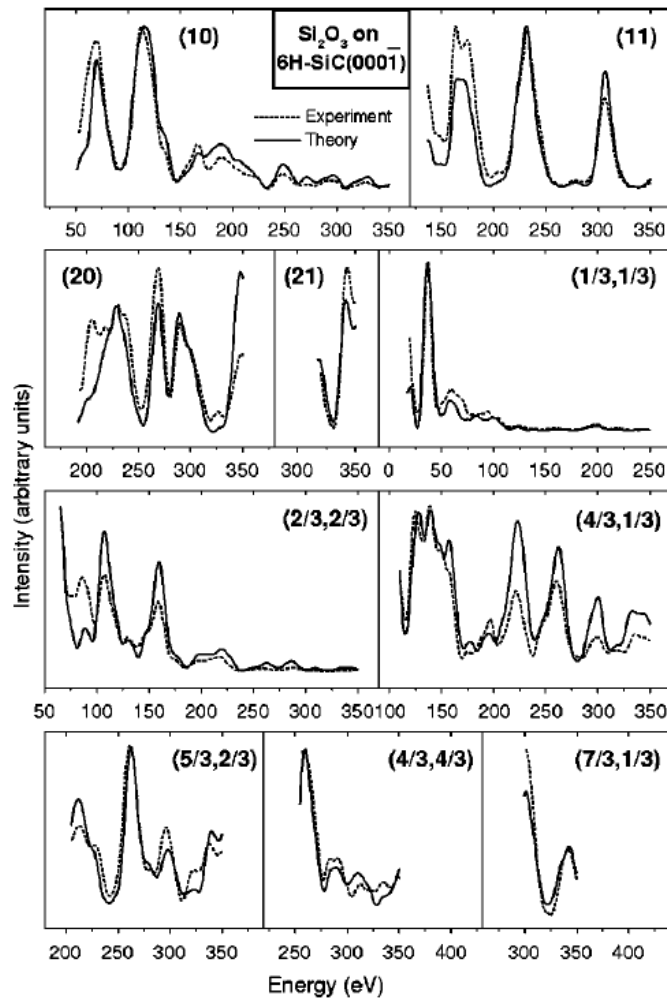 (10)
Si₂O₃ on
6H-SiC(0001̅)
Experiment
Theory
(11)
50 100 150 200 250 300 350
150 200 250 300 350
(20)
(21)
(1/3,1/3)
200 250 300 350
300 350
0 50 100 150 200 250
Intensity (arbitrary units)
(2/3,2/3)
(4/3,1/3)
50 100 150 200 250 300 350
100 150 200 250 300 350
(5/3,2/3)
(4/3,4/3)
(7/3,1/3)
200 250 300 350
300 350 400
300 350 400
Energy (eV)